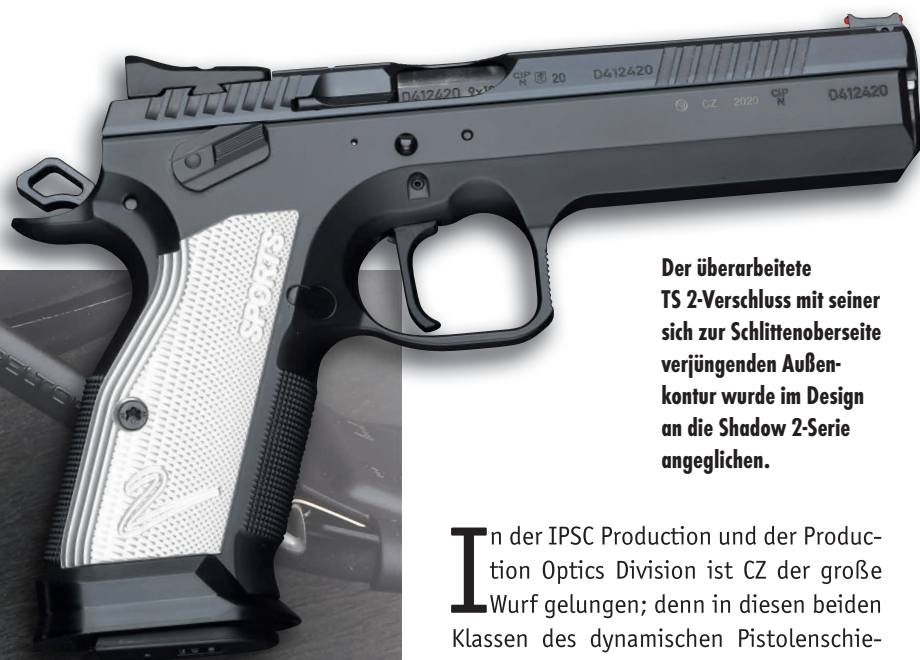 CIP
N
20
D412420
D412420 9x19
CZ 2020
CIP
N
D412420
SPORTS
2
Der überarbeitete
TS 2-Verschluss mit seiner
sich zur Schlittenoberseite
verjüngenden Außen-
kontur wurde im Design
an die Shadow 2-Serie
angeglichen.
In der IPSC Production und der Produc-
tion Optics Division ist CZ der große
Wurf gelungen; denn in diesen beiden
Klassen des dynamischen Pistolenschie-